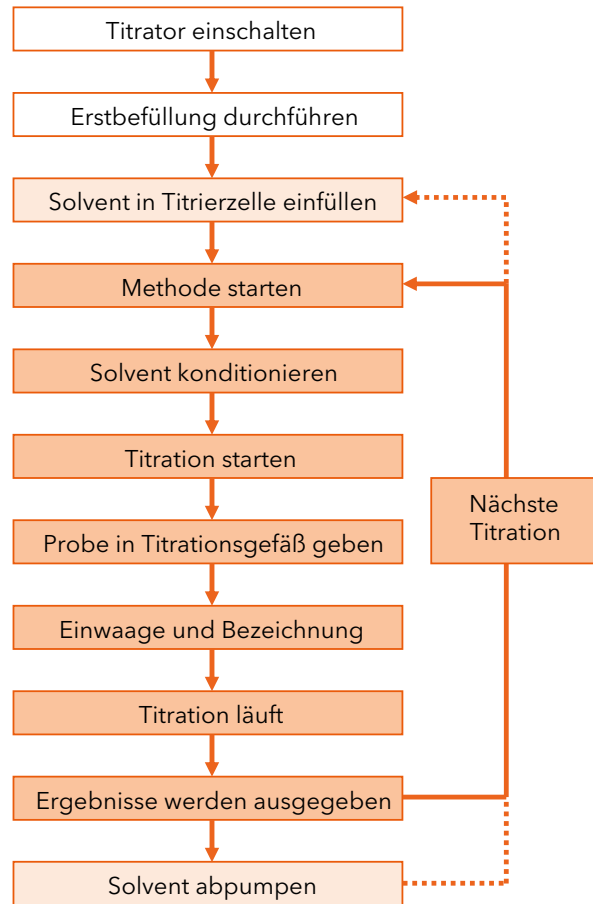 Titrator einschalten
Erstbefüllung durchführen
Solvent in Titrierzelle einfüllen
Methode starten
Solvent konditionieren
Titration starten
Nächste
Titration
Probe in Titrationsgefäß geben
Einwaage und Bezeichnung
Titration läuft
Ergebnisse werden ausgegeben
Solvent abpumpen